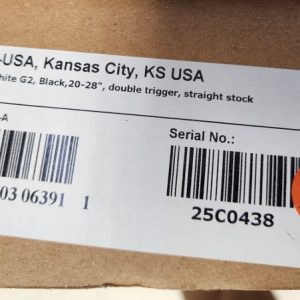 -USA, Kansas City, KS USA
hite G2, Black,20-28", double trigger, straight stock
-A
Serial No.:
03 06391 1
25C0438